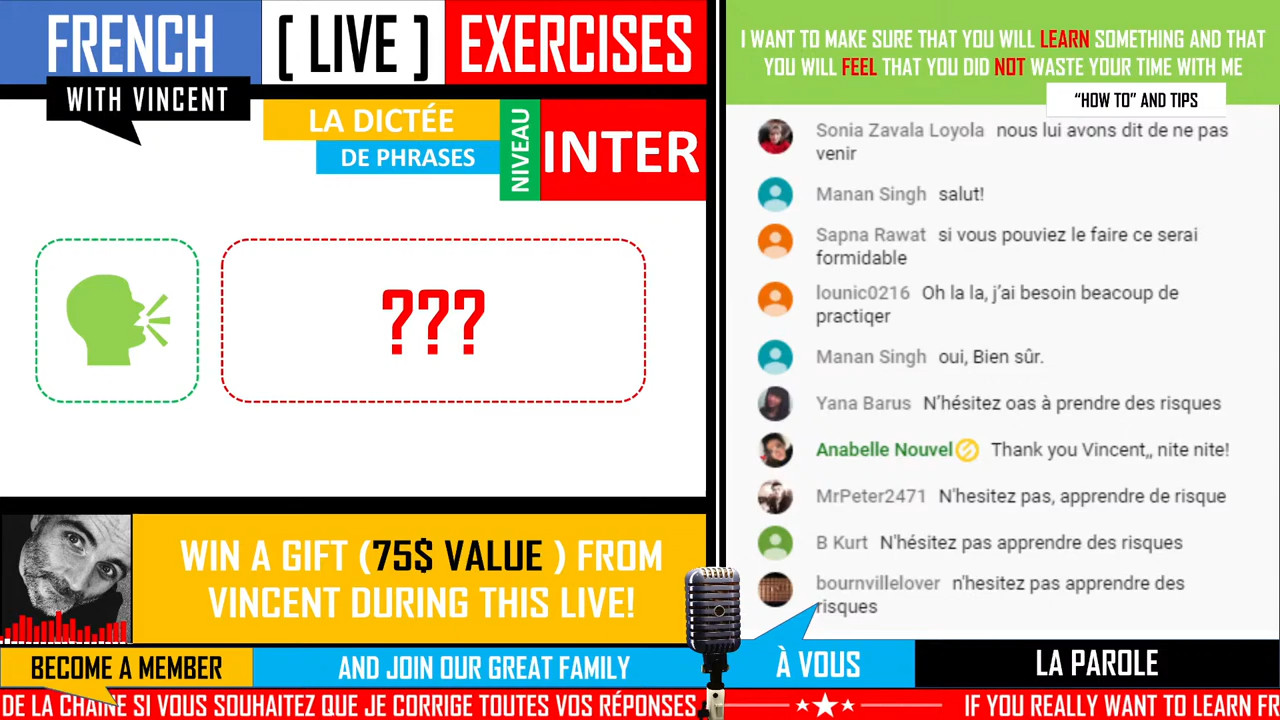 FRENCH
WITH VINCENT
[ LIVE ]
EXERCISES
LA DICTÉE
DE PHRASES
NIVEAU
INTER
???
WIN A GIFT (75$ VALUE ) FROM
VINCENT DURING THIS LIVE!
BECOME A MEMBER
AND JOIN OUR GREAT FAMILY
I WANT TO MAKE SURE THAT YOU WILL LEARN SOMETHING AND THAT
YOU WILL FEEL THAT YOU DID NOT WASTE YOUR TIME WITH ME
“HOW TO” AND TIPS
Sonia Zavala Loyola nous lui avons dit de ne pas
venir
Manan Singh salut!
Sapna Rawat si vous pouviez le faire ce serai
formidable
lounic0216 Oh la la, j’ai besoin beacoup de
practiqer
Manan Singh oui, Bien sûr.
Yana Barus N’hésitez oas à prendre des risques
Anabelle Nouvel Thank you Vincent,, nite nite!
MrPeter2471 N'hesitez pas, apprendre de risque
B Kurt N'hésitez pas apprendre des risques
bournvillelover n'hesitez pas apprendre des
risques
À VOUS
LA PAROLE
DE LA CHAÎNE SI VOUS SOUHAITEZ QUE JE CORRIGE TOUTES VOS RÉPONSES
IF YOU REALLY WANT TO LEARN FR